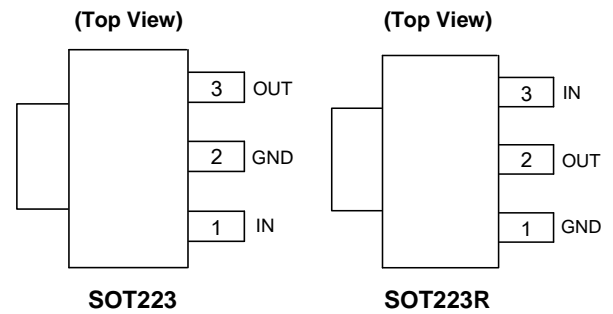 (Top View)
3 OUT
2 GND
1 IN
SOT223
(Top View)
3 IN
2 OUT
1 GND
SOT223R